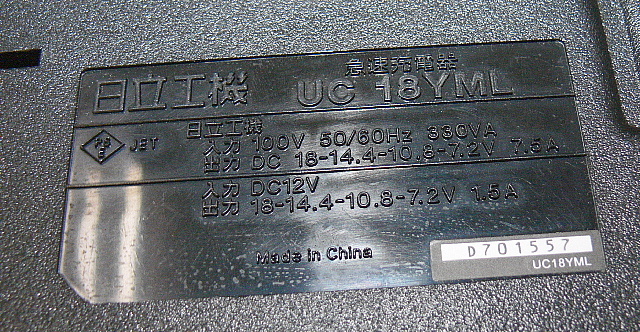 急速充電器
日立工機 UC 18YML
PS
E
JET
日立工機
入力 100V 50/60Hz 330VA
出力 DC 18-14.4-10.8-7.2V 7.5A
入力 DC12V
出力 18-14.4-10.8-7.2V 1.5A
Made in China
D701557
UC18YML